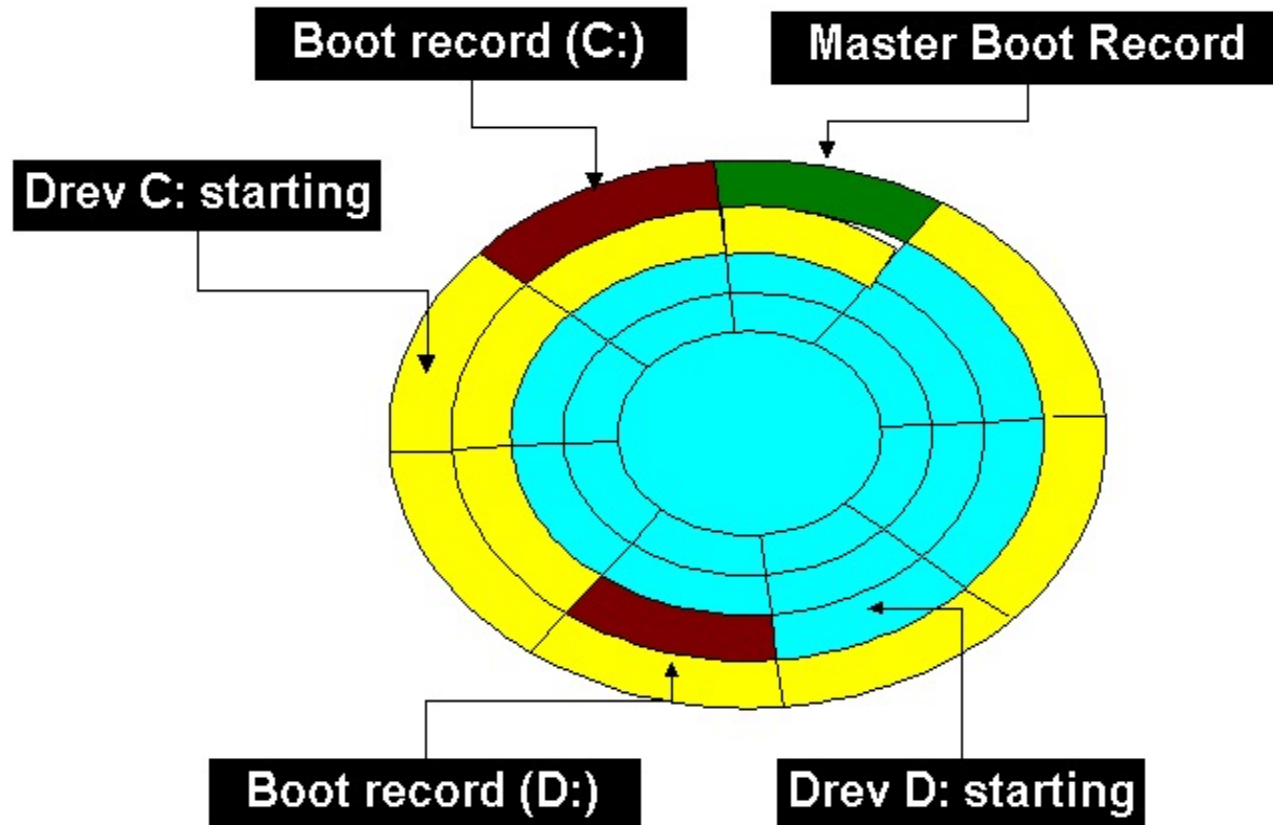 Boot record (C:)
Master Boot Record
Drev C: starting
Boot record (D:)
Drev D: starting